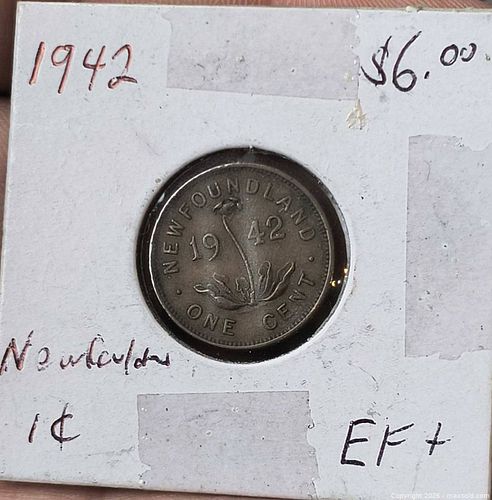 1942
$6.00
NEWFOUNDLAND
19 42
ONE CENT
1¢
EF+